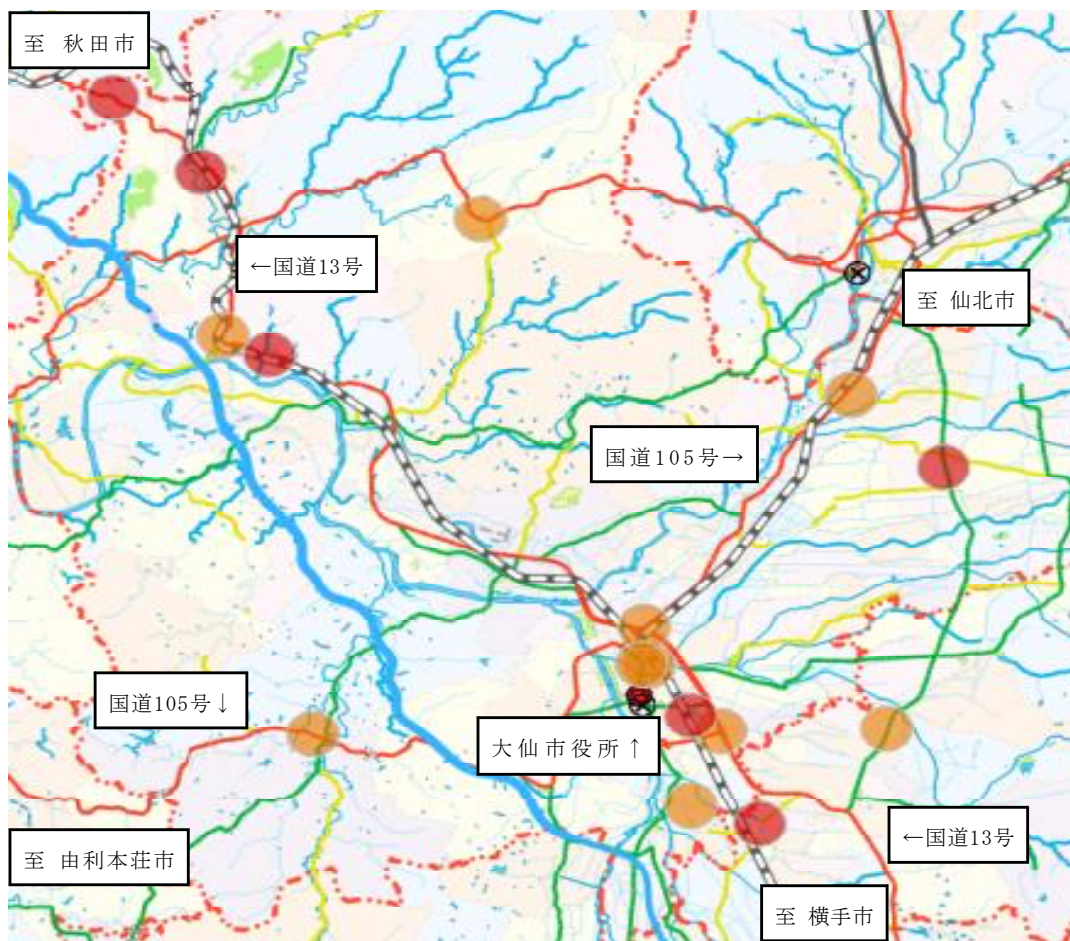 至 秋田市
←国道13号
至 仙北市
国道105号→
国道105号↓
大仙市役所↑
至 由利本荘市
←国道13号
至 横手市